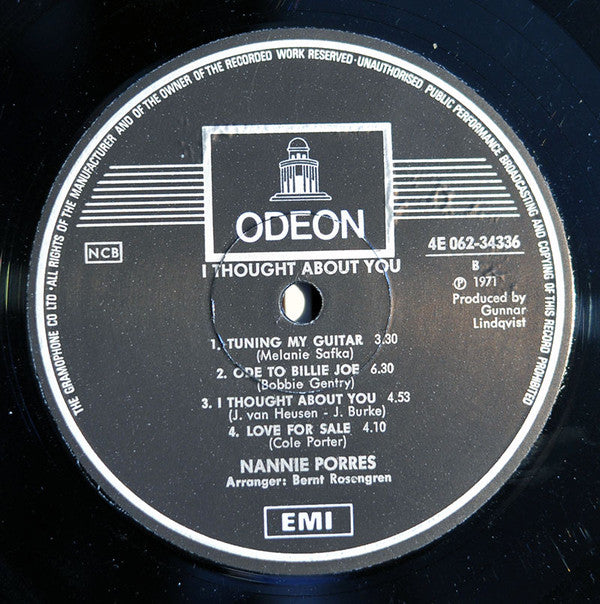 THE GRAMOPHONE CO LTD · ALL RIGHTS OF THE MANUFACTURER AND OF THE OWNER OF THE RECORDED WORK RESERVED · UNAUTHORISED PUBLIC PERFORMANCE BROADCASTING AND COPYING OF THIS RECORD PROHIBITED
ODEON
NCB
4E 062-34336
I THOUGHT ABOUT YOU
B
℗ 1971
Produced by
Gunnar
Lindqvist
1. TUNING MY GUITAR 3.30
(Melanie Safka)
2. ODE TO BILLIE JOE 6.30
(Bobbie Gentry)
3. I THOUGHT ABOUT YOU 4.53
(J. van Heusen - J. Burke)
4. LOVE FOR SALE 4.10
(Cole Porter)
NANNIE PORRES
Arranger: Bernt Rosengren
EMI